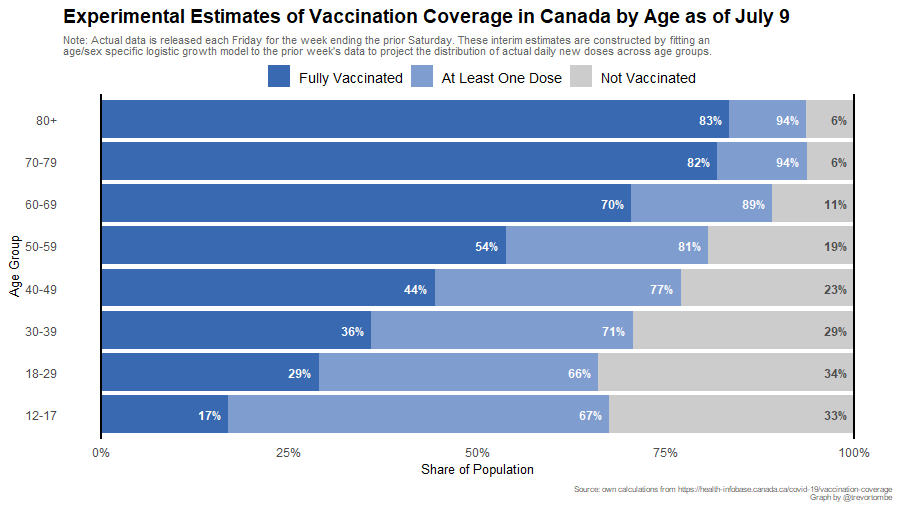 Experimental Estimates of Vaccination Coverage in Canada by Age as of July 9
Note: Actual data is released each Friday for the week ending the prior Saturday. These interim estimates are constructed by fitting an
age/sex specific logistic growth model to the prior week's data to project the distribution of actual daily new doses across age groups.
Fully Vaccinated At Least One Dose Not Vaccinated
Age Group
80+ 83% 94% 6%
70-79 82% 94% 6%
60-69 70% 89% 11%
50-59 54% 81% 19%
40-49 44% 77% 23%
30-39 36% 71% 29%
18-29 29% 66% 34%
12-17 17% 67% 33%
0% 25% 50% 75% 100%
Share of Population
Source: own calculations from https://health-infobase.canada.ca/covid-19/vaccination-coverage
Graph by @trevortombe